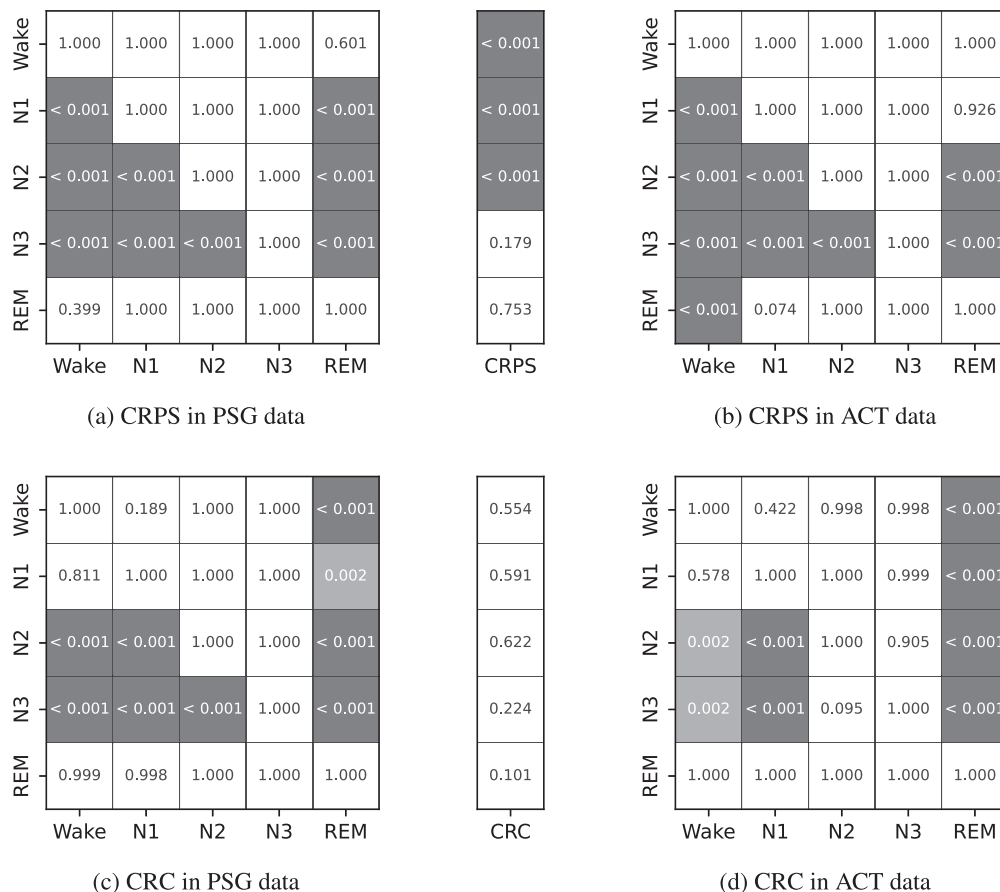 Wake 1.000 1.000 1.000 1.000 0.601 < 0.001 1.000 1.000 1.000 1.000 1.000
N1 < 0.001 1.000 1.000 1.000 < 0.001 < 0.001 < 0.001 1.000 1.000 1.000 0.926
N2 < 0.001 < 0.001 1.000 1.000 < 0.001 < 0.001 < 0.001 < 0.001 1.000 1.000 < 0.001
N3 < 0.001 < 0.001 < 0.001 1.000 < 0.001 0.179 < 0.001 < 0.001 < 0.001 1.000 < 0.001
REM 0.399 1.000 1.000 1.000 1.000 0.753 < 0.001 0.074 1.000 1.000 1.000
Wake N1 N2 N3 REM CRPS Wake N1 N2 N3 REM
(a) CRPS in PSG data (b) CRPS in ACT data
Wake 1.000 0.189 1.000 1.000 < 0.001 0.554 Wake 1.000 0.422 0.998 0.998 < 0.001
N1 0.811 1.000 1.000 1.000 0.002 0.591 N1 0.578 1.000 1.000 0.999 < 0.001
N2 < 0.001 < 0.001 1.000 1.000 < 0.001 0.622 N2 0.002 < 0.001 1.000 0.905 < 0.001
N3 < 0.001 < 0.001 < 0.001 1.000 < 0.001 0.224 N3 0.002 < 0.001 0.095 1.000 < 0.001
REM 0.999 0.998 1.000 1.000 1.000 0.101 REM 1.000 1.000 1.000 1.000 1.000
Wake N1 N2 N3 REM CRC Wake N1 N2 N3 REM
(c) CRC in PSG data (d) CRC in ACT data